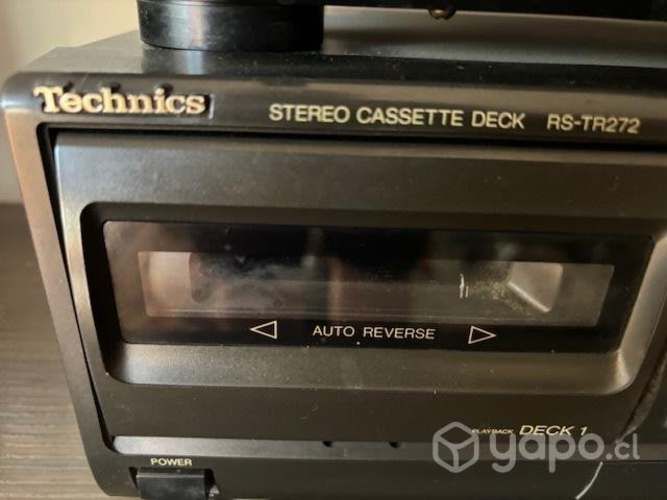 Technics
STEREO CASSETTE DECK RS-TR272
AUTO REVERSE
PLAYBACK DECK 1
POWER
yapo.cl